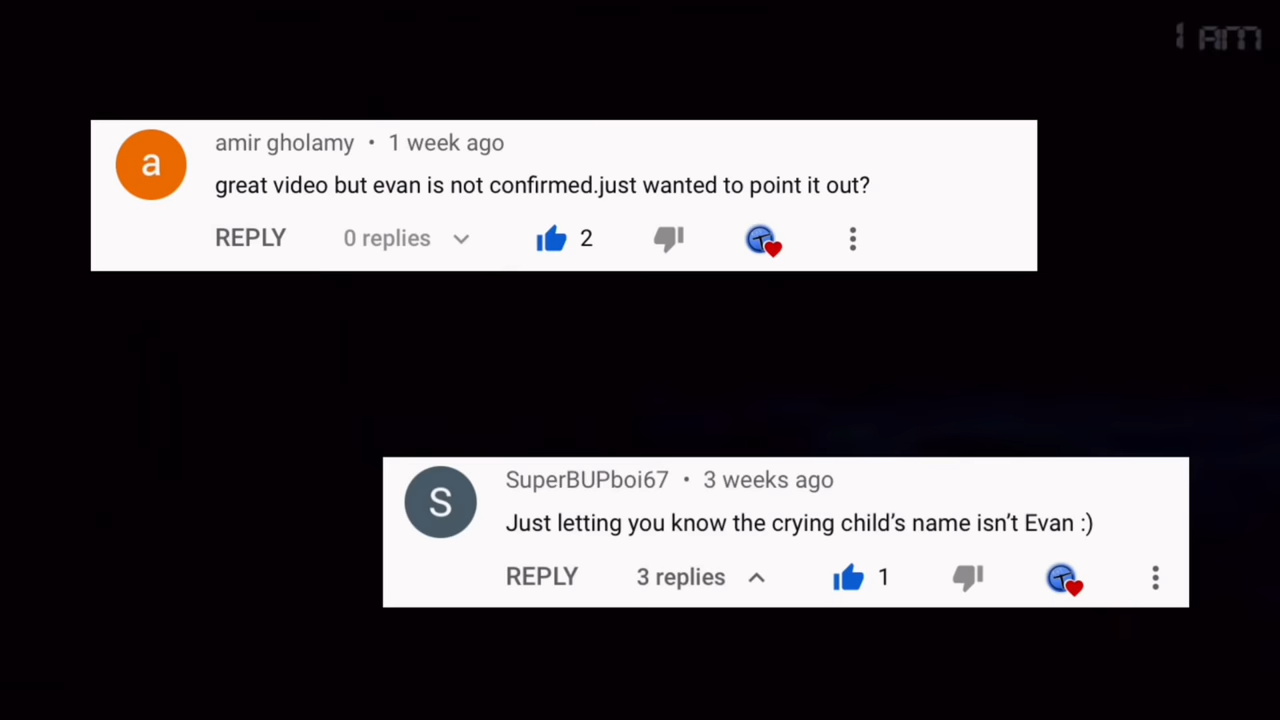 1 AM
a
amir gholamy • 1 week ago
great video but evan is not confirmed.just wanted to point it out?
REPLY 0 replies 2
S
SuperBUPboi67 • 3 weeks ago
Just letting you know the crying child’s name isn’t Evan :)
REPLY 3 replies 1